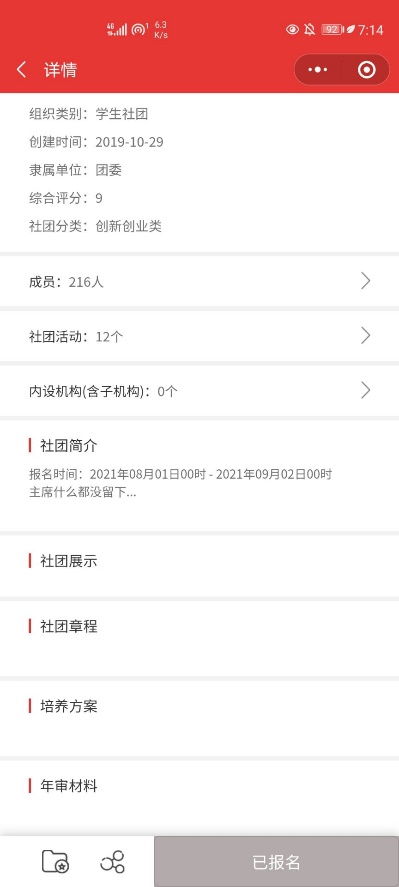 4G 1 6.3 K/s 92 7:14
详情
组织类别：学生社团
创建时间：2019-10-29
隶属单位：团委
综合评分：9
社团分类：创新创业类
成员：216人
社团活动：12个
内设机构(含子机构)：0个
社团简介
报名时间：2021年08月01日00时 - 2021年09月02日00时
主席什么都没留下...
社团展示
社团章程
培养方案
年审材料
已报名